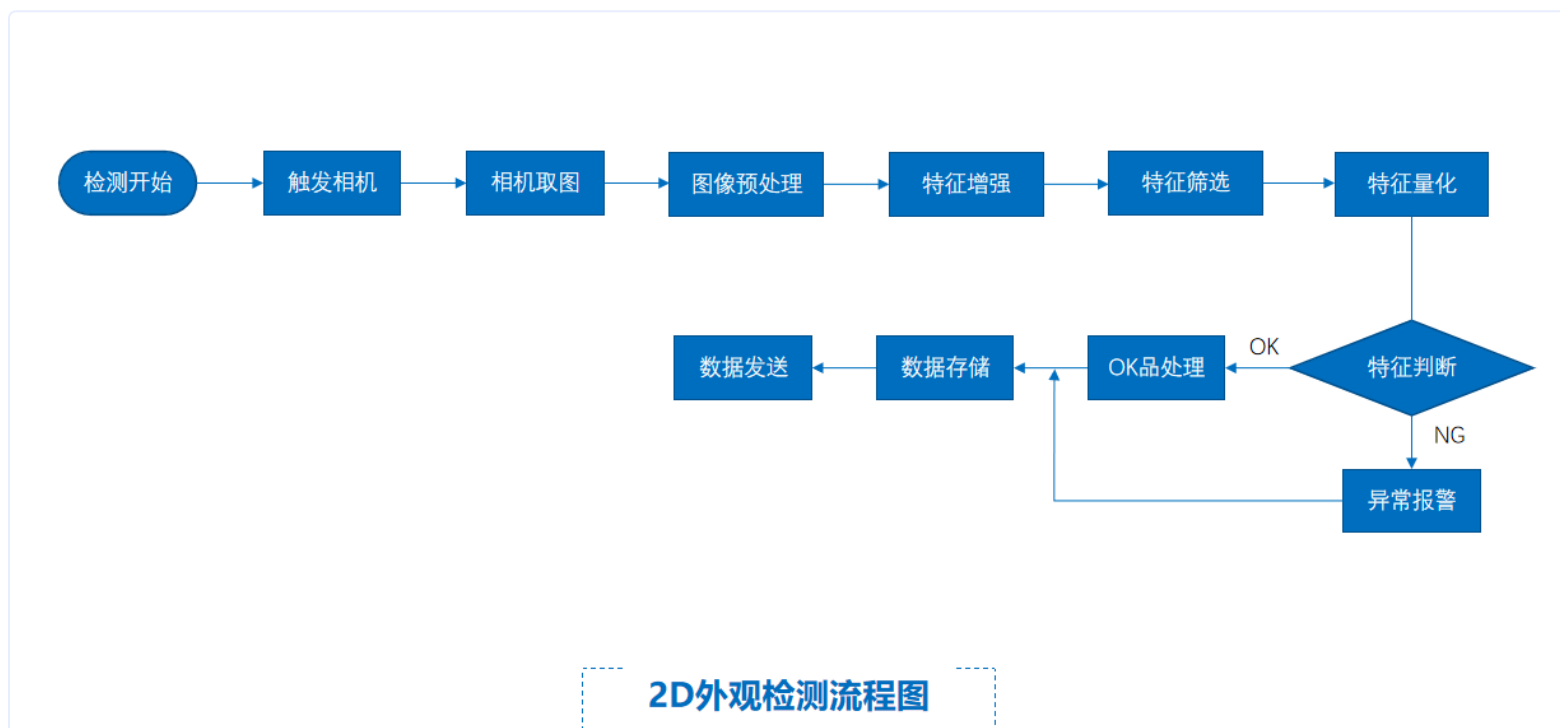 检测开始
触发相机
相机取图
图像预处理
特征增强
特征筛选
特征量化
特征判断
OK
OK品处理
数据存储
数据发送
NG
异常报警
2D外观检测流程图